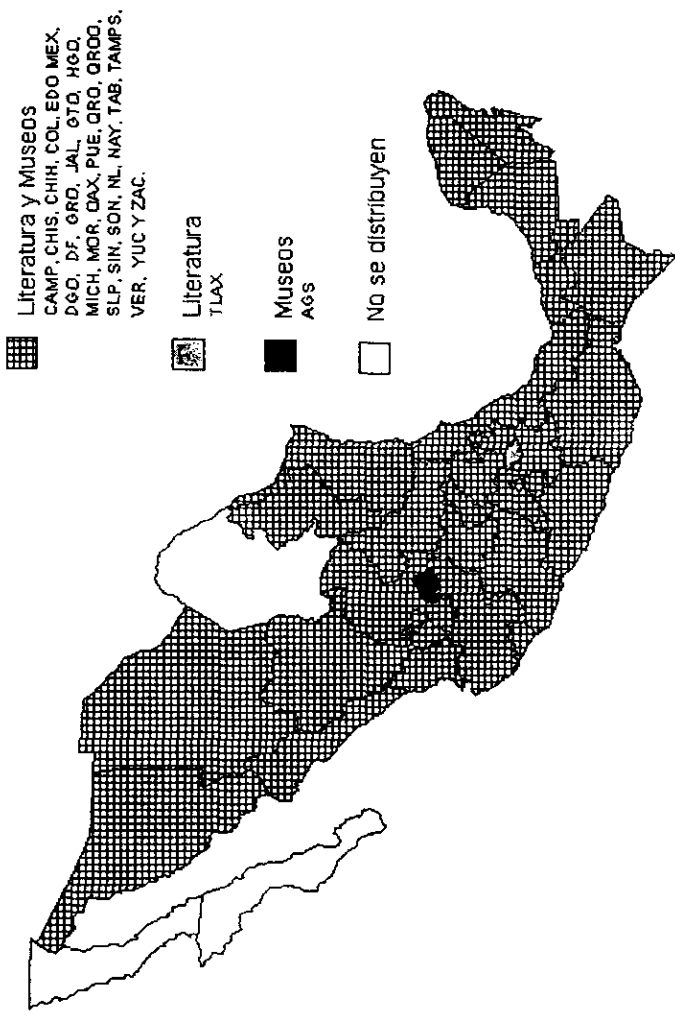 Literatura y Museos
CAMP, CHIS, CHIH, COL, EDO MEX,
DGO, DF, GRO, JAL, GTO, HGO,
MICH, MOR, OAX, PUE, QRO, QROO,
SLP, SIN, SON, NL, NAY, TAB, TAMPS,
VER, YUC Y ZAC.
Literatura
TLAX
Museos
AGS
No se distribuyen